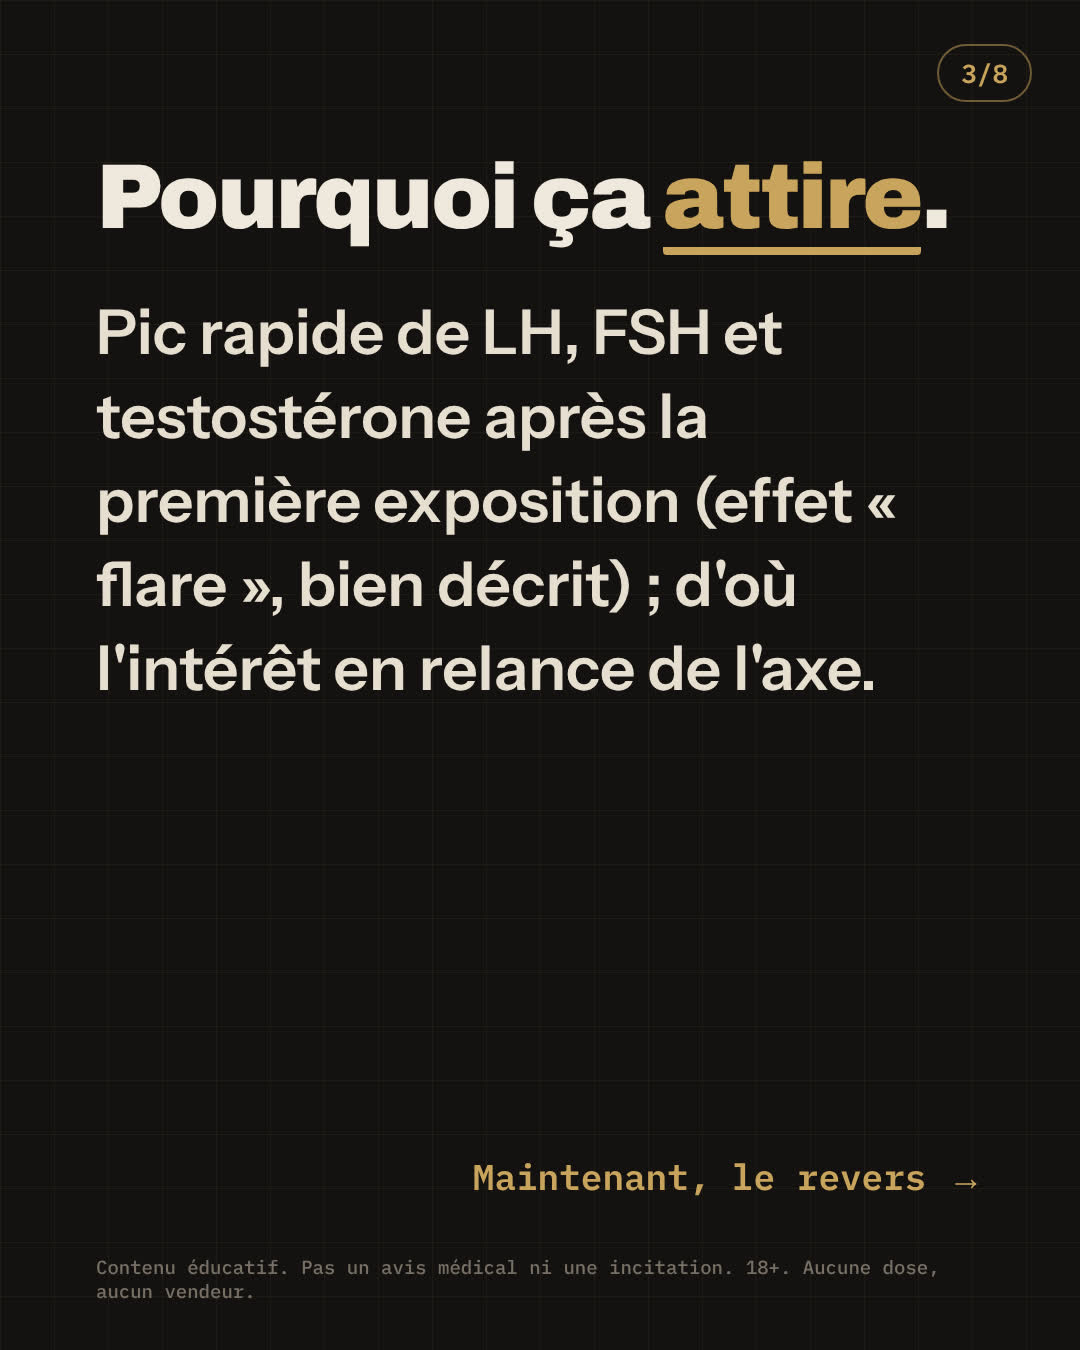 3/8
Pourquoi ça attire.
Pic rapide de LH, FSH et
testostérone après la
première exposition (effet «
flare », bien décrit) ; d'où
l'intérêt en relance de l'axe.
Maintenant, le revers →
Contenu éducatif. Pas un avis médical ni une incitation. 18+. Aucune dose,
aucun vendeur.